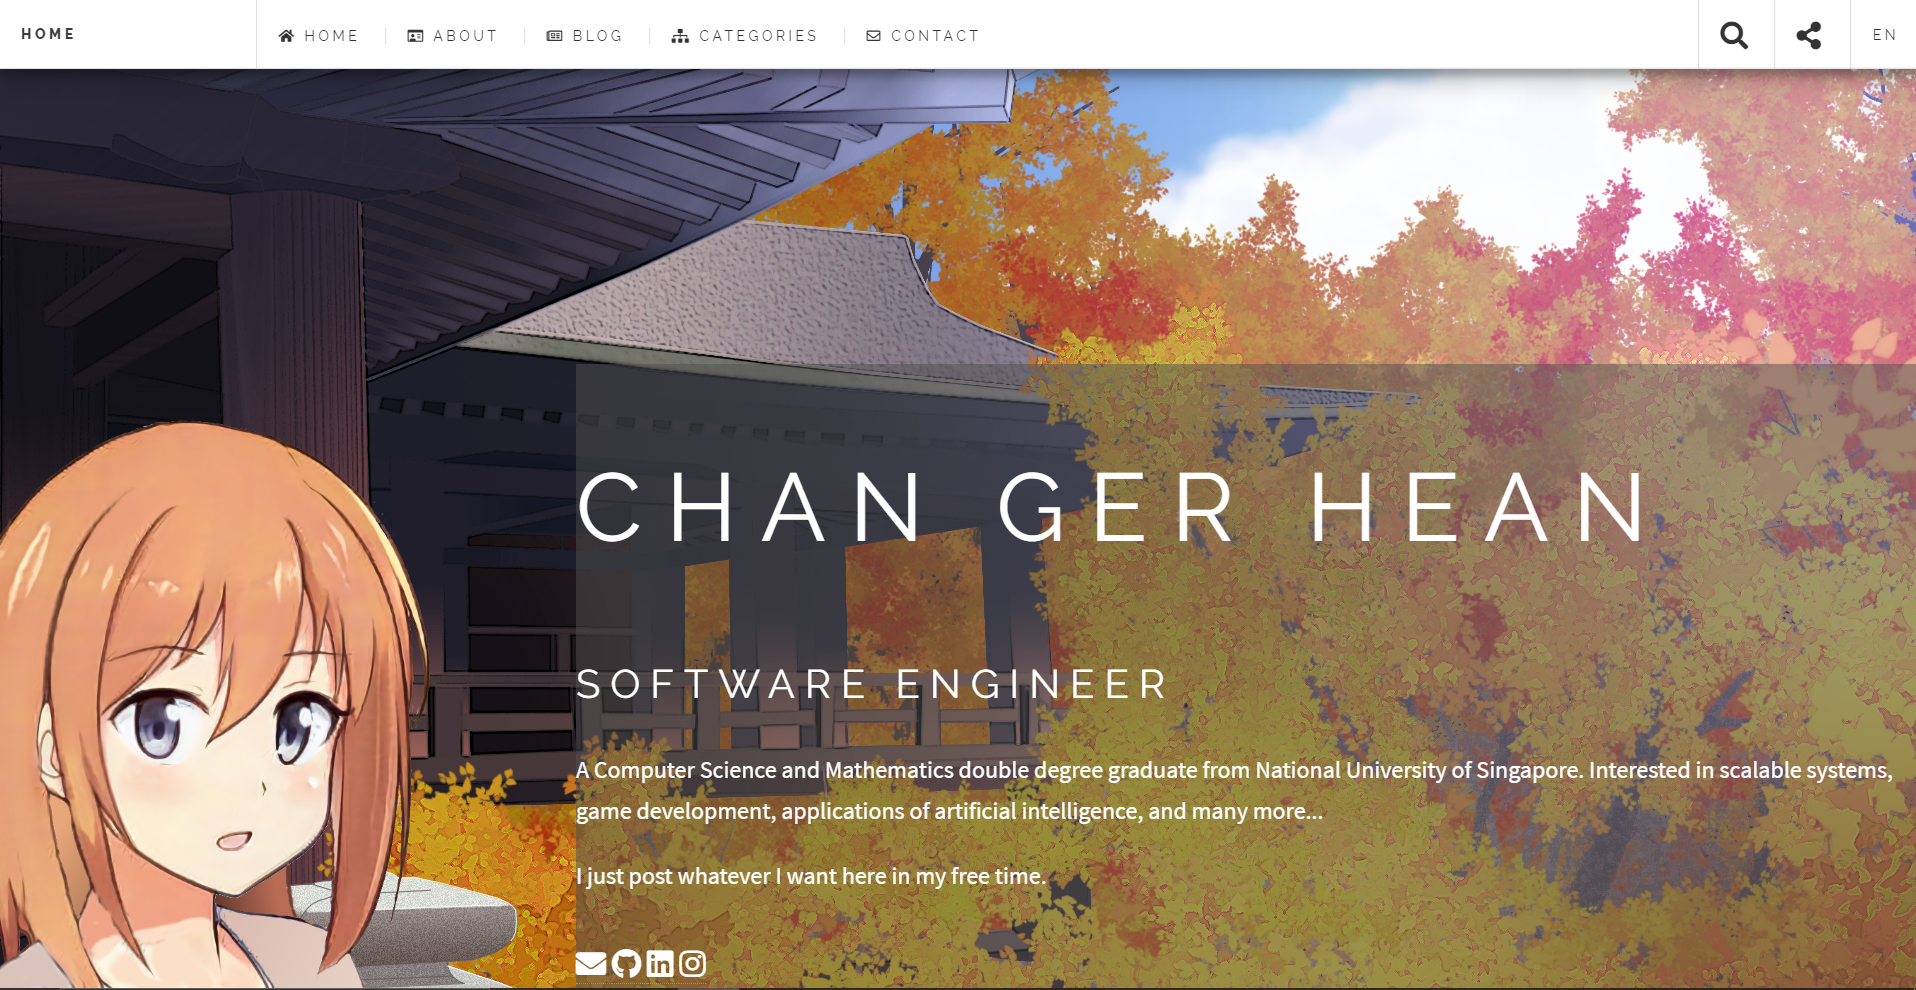 HOME
HOME
ABOUT
BLOG
CATEGORIES
CONTACT
EN
CHAN GER HEAN
SOFTWARE ENGINEER
A Computer Science and Mathematics double degree graduate from National University of Singapore. Interested in scalable systems,
game development, applications of artificial intelligence, and many more...
I just post whatever I want here in my free time.